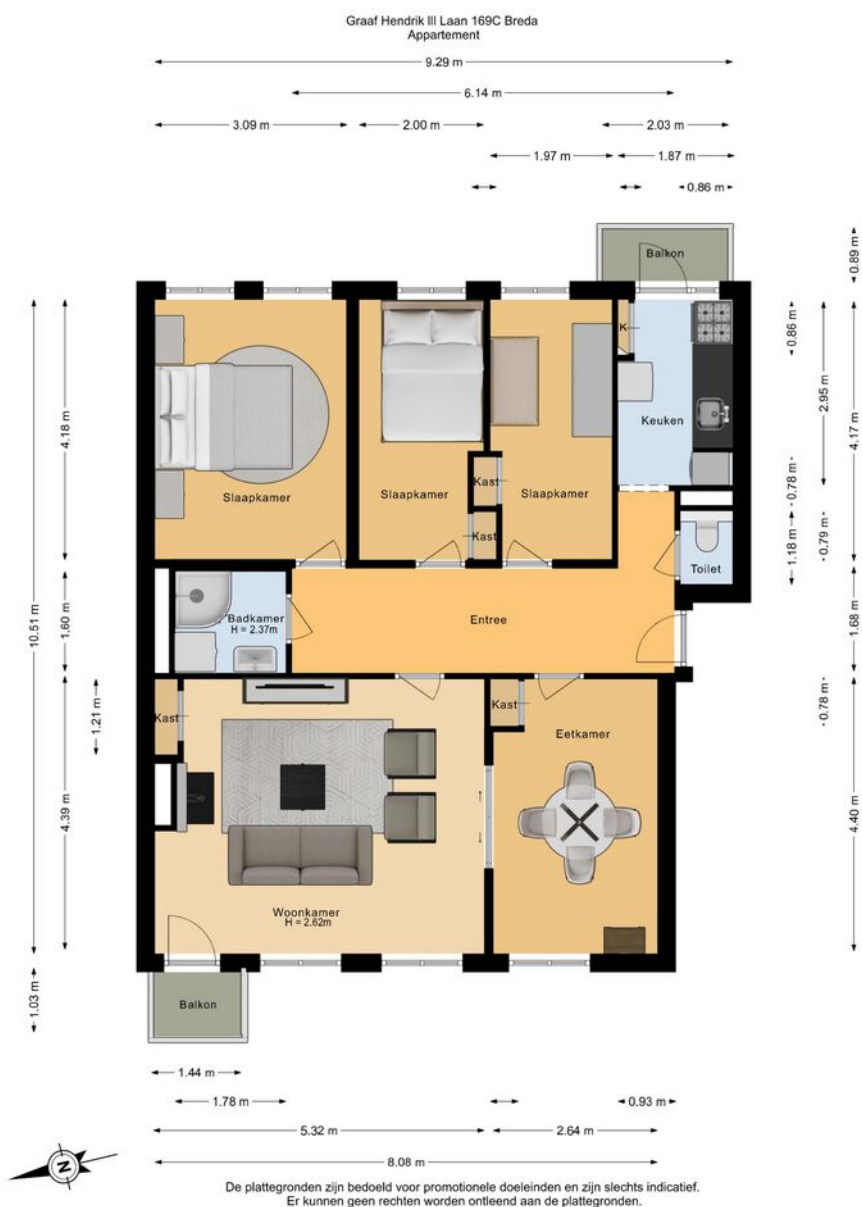 Graaf Hendrik III Laan 169C Breda
Appartement
9.29 m
6.14 m
3.09 m
2.00 m
2.03 m
1.97 m
1.87 m
0.86 m
Balkon
0.89 m
K
0.86 m
2.95 m
4.18 m
4.17 m
Keuken
Kast
0.78 m
Slaapkamer
Slaapkamer
Slaapkamer
Kast
1.18 m
0.79 m
Toilet
10.51 m
1.60 m
Badkamer
H = 2.37m
Entree
1.68 m
Kast
1.21 m
Kast
Eetkamer
0.78 m
4.39 m
4.40 m
Woonkamer
H = 2.62m
1.03 m
Balkon
1.44 m
1.78 m
0.93 m
5.32 m
2.64 m
8.08 m
N
De plattegronden zijn bedoeld voor promotionele doeleinden en zijn slechts indicatief.
Er kunnen geen rechten worden ontleend aan de plattegronden.